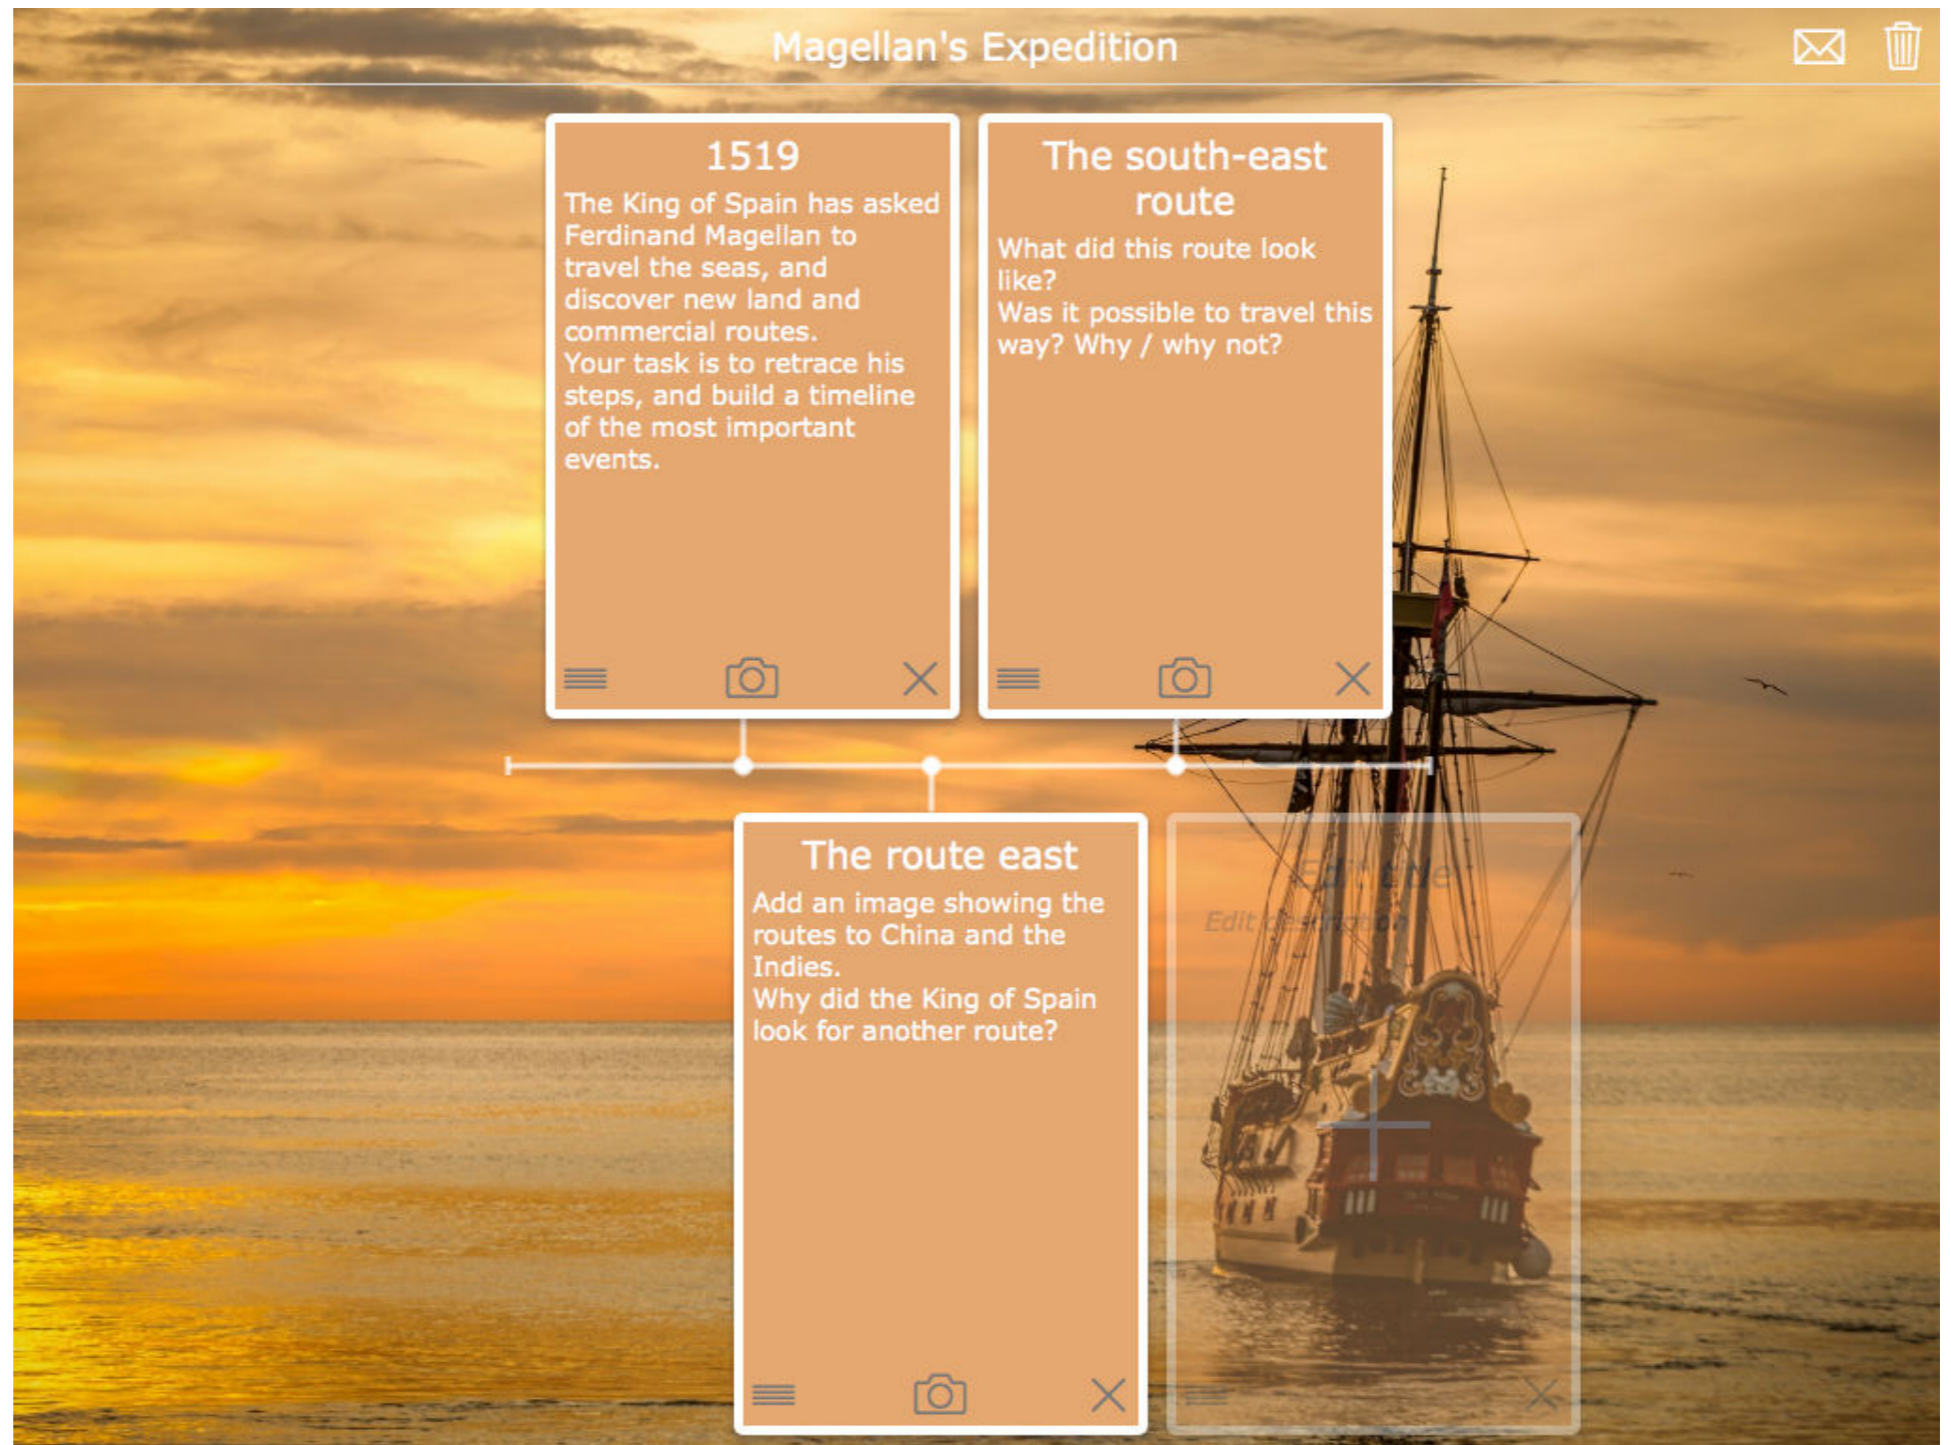 Magellan's Expedition
1519
The King of Spain has asked
Ferdinand Magellan to
travel the seas, and
discover new land and
commercial routes.
Your task is to retrace his
steps, and build a timeline
of the most important
events.
The south-east
route
What did this route look
like?
Was it possible to travel this
way? Why / why not?
The route east
Add an image showing the
routes to China and the
Indies.
Why did the King of Spain
look for another route?
Edit title
Edit description